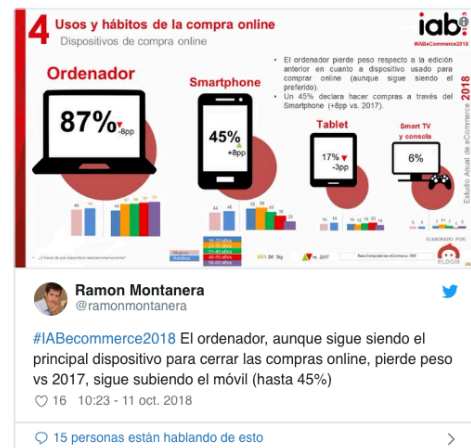 4 Usos y hábitos de la compra online
Dispositivos de compra online
iab
#IABeCommerce2018
El ordenador pierde peso respecto a la edición
anterior en cuanto a dispositivo usado para
comprar online (aunque sigue siendo el
preferido).
Un 45% declara hacer compras a través del
Smartphone (+8pp vs. 2017).
Ordenador
87%
-8pp
Smartphone
45%
+8pp
Tablet
17%
-3pp
Smart TV
y consola
6%
Estudio Anual de eCommerce 2018
ELABORADO POR:
elogia
Ramon Montanera
@ramonmontanera
#IABecommerce2018 El ordenador, aunque sigue siendo el
principal dispositivo para cerrar las compras online, pierde peso
vs 2017, sigue subiendo el móvil (hasta 45%)
16 10:23 - 11 oct. 2018
15 personas están hablando de esto